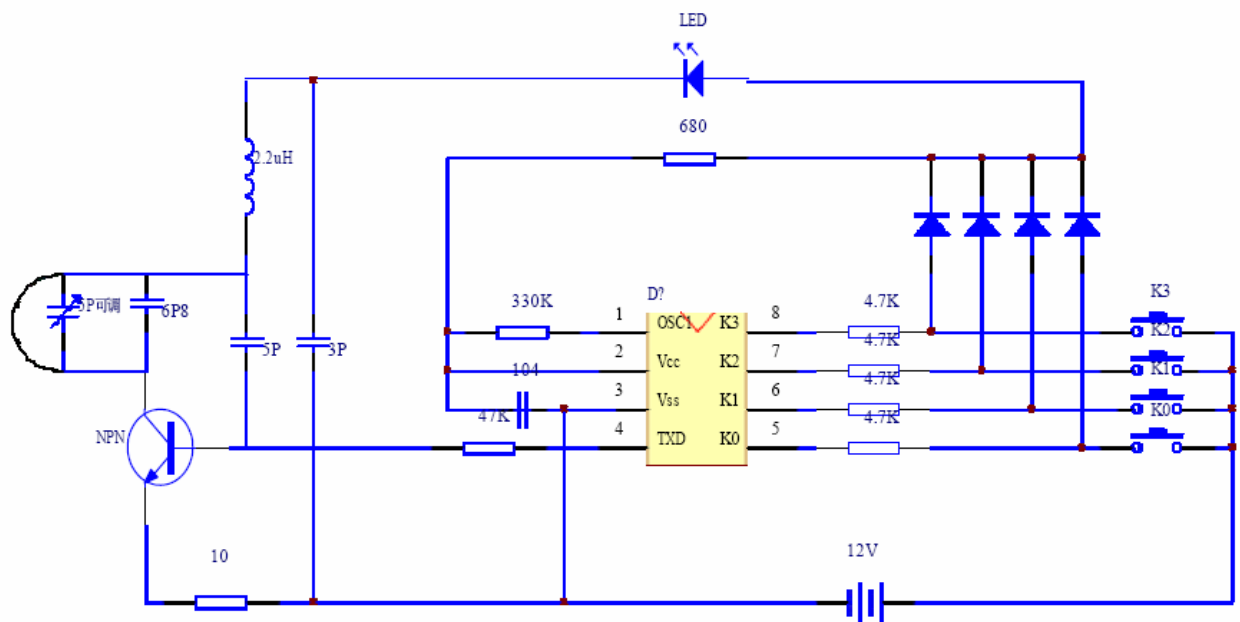 LED
680
2.2uH
5P可调
6P8
5P
3P
330K
D?
4.7K
K3
1
OSC1
K3
8
K2
4.7K
2
Vcc
K2
7
K1
104
4.7K
3
Vss
K1
6
K0
47K
4.7K
4
TXD
K0
5
NPN
10
12V